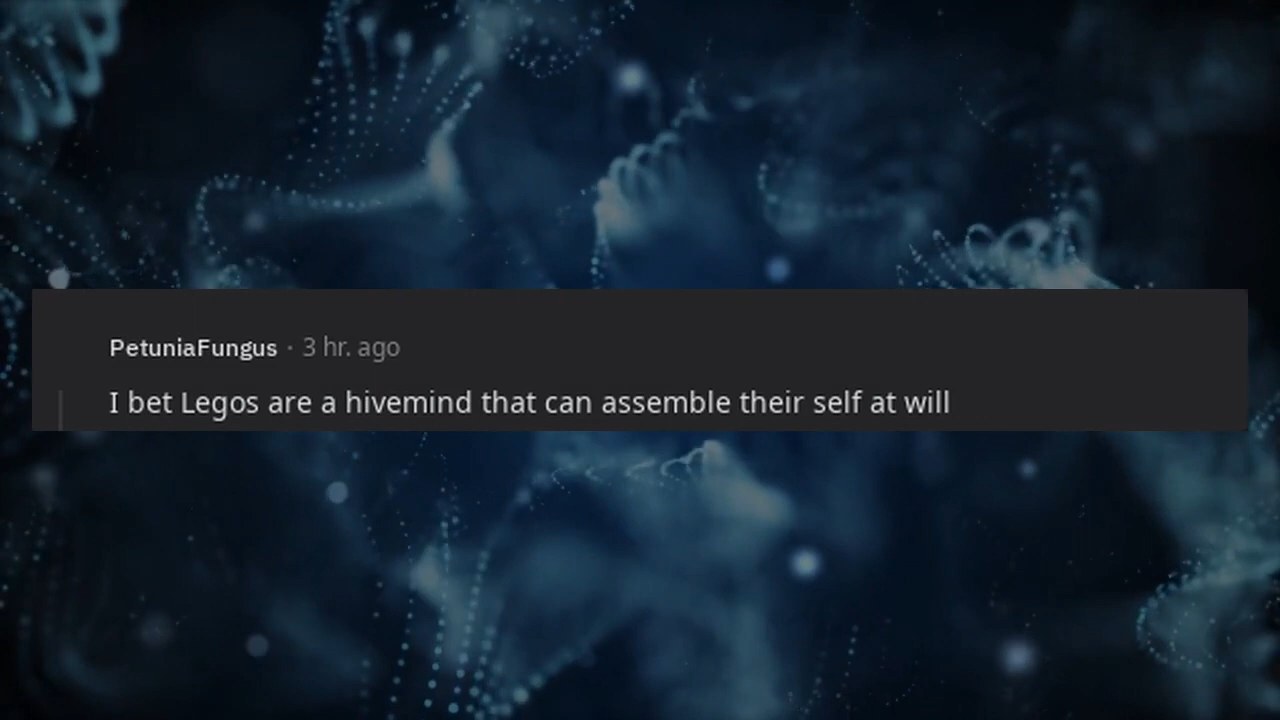 PetuniaFungus · 3 hr. ago
I bet Legos are a hivemind that can assemble their self at will